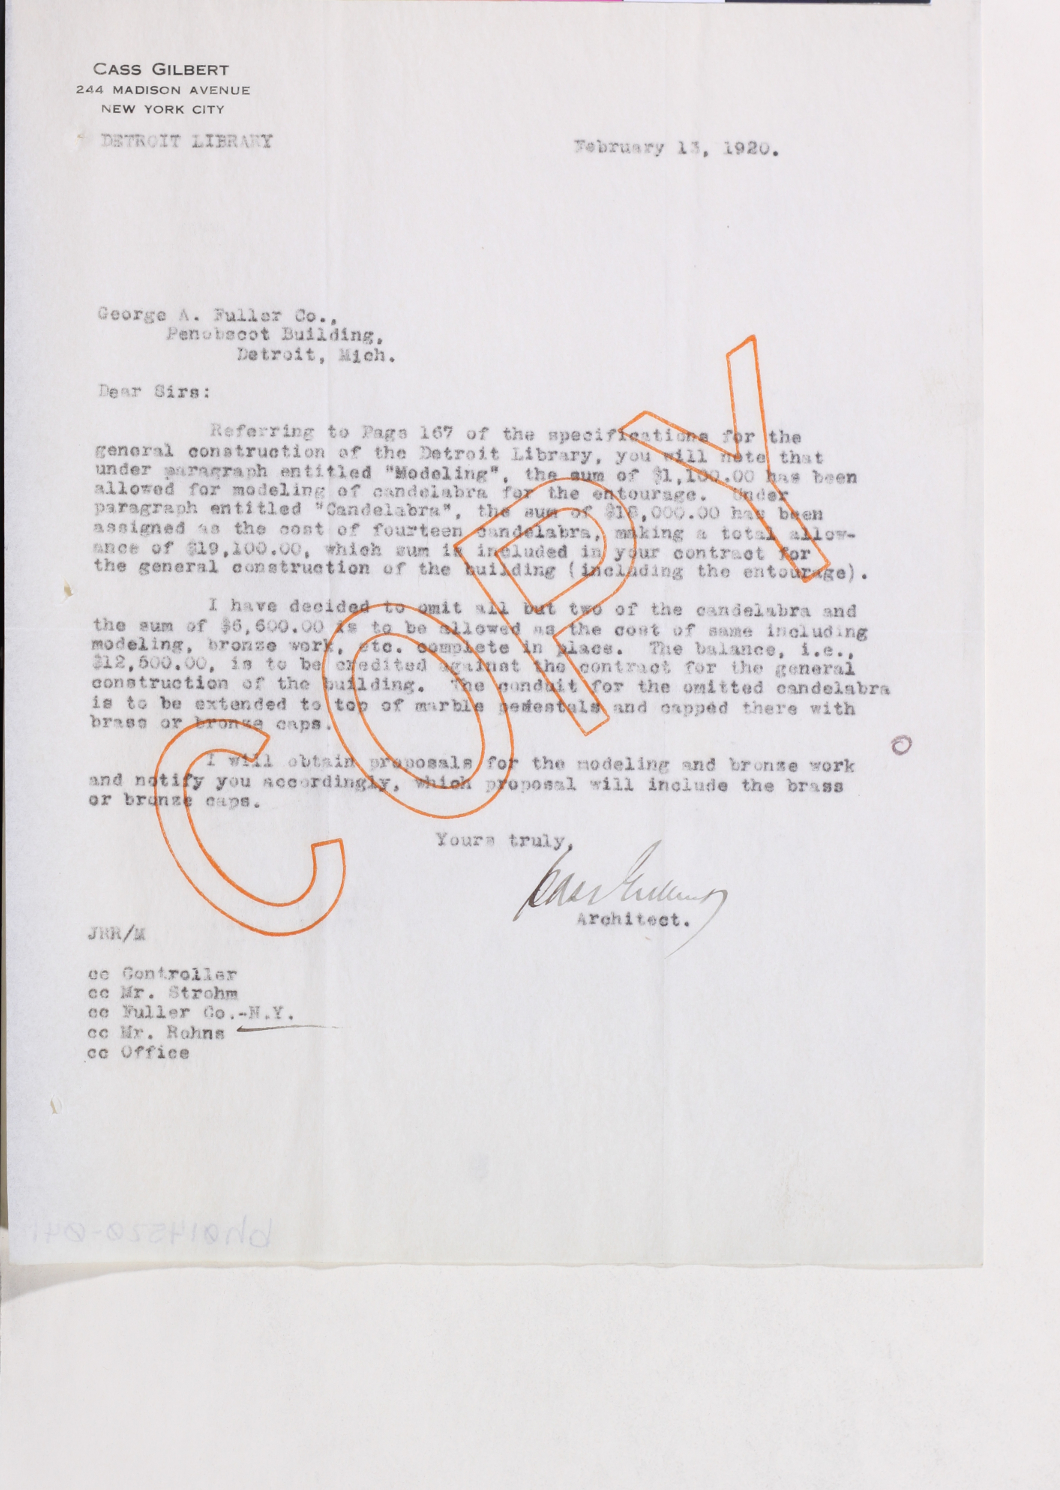 CASS GILBERT
244 MADISON AVENUE
NEW YORK CITY
DETROIT LIBRARY
February 13, 1920.
George A. Fuller Co.,
Penobscot Building,
Detroit, Mich.
Dear Sirs:
Referring to Page 167 of the specifications for the
general construction of the Detroit Library, you will note that
under paragraph entitled "Modeling", the sum of $1,100.00 has been
allowed for modeling of candelabra for the entourage. Under
paragraph entitled "Candelabra", the sum of $18,000.00 has been
assigned as the cost of fourteen candelabra, making a total allow-
ance of $19,100.00, which sum is included in your contract for
the general construction of the building (including the entourage).
I have decided to omit all but two of the candelabra and
the sum of $6,600.00 is to be allowed as the cost of same including
modeling, bronze work, etc. complete in place. The balance, i.e.,
$12,500.00, is to be credited against the contract for the general
construction of the building. The conduit for the omitted candelabra
is to be extended to top of marble pedestals and capped there with
brass or bronze caps.
I will obtain proposals for the modeling and bronze work
and notify you accordingly, which proposal will include the brass
or bronze caps.
Yours truly,
Cass Gilbert
Architect.
JRR/M
cc Controller
cc Mr. Strohm
cc Fuller Co.-N.Y.
cc Mr. Rahns
cc Office
COPY